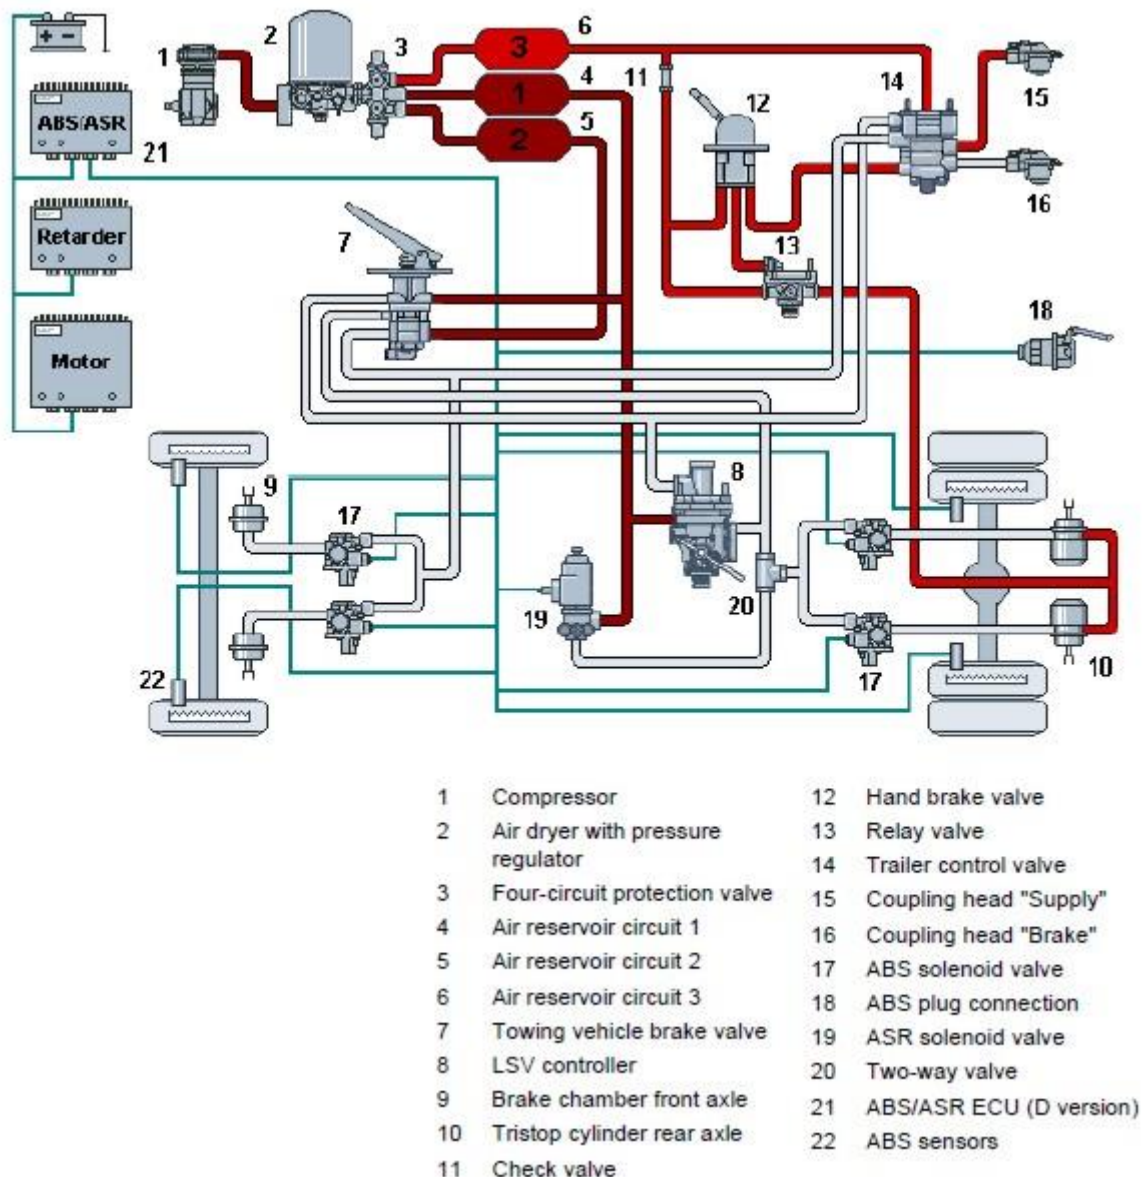 + -
ABS/ASR
21
Retarder
Motor
1
2
3
3
6
1
4
2
5
11
12
14
15
16
7
13
18
9
17
8
20
19
17
10
22
1 Compressor
2 Air dryer with pressure
regulator
3 Four-circuit protection valve
4 Air reservoir circuit 1
5 Air reservoir circuit 2
6 Air reservoir circuit 3
7 Towing vehicle brake valve
8 LSV controller
9 Brake chamber front axle
10 Tristop cylinder rear axle
11 Check valve
12 Hand brake valve
13 Relay valve
14 Trailer control valve
15 Coupling head "Supply"
16 Coupling head "Brake"
17 ABS solenoid valve
18 ABS plug connection
19 ASR solenoid valve
20 Two-way valve
21 ABS/ASR ECU (D version)
22 ABS sensors